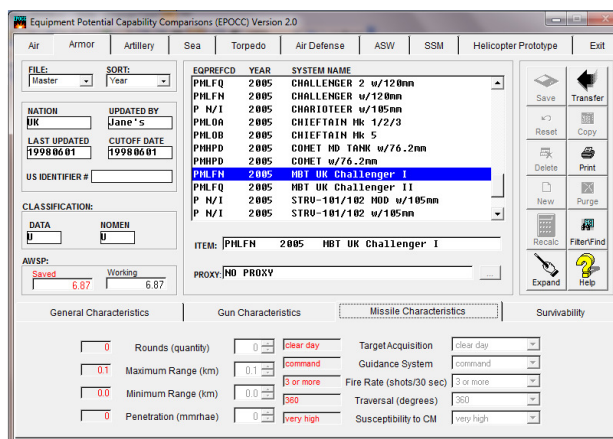 Equipment Potential Capability Comparisons (EPOCC) Version 2.0
Air Armor Artillery Sea Torpedo Air Defense ASW SSM Helicopter Prototype Exit
FILE: SORT:
Master Year
NATION UPDATED BY
UK Jane's
LAST UPDATED CUTOFF DATE
19980601 19980601
US IDENTIFIER #
CLASSIFICATION:
DATA NOMEN
U U
AWSP:
Saved Working
6.87 6.87
EQPREFCD YEAR SYSTEM NAME
PMLFQ 2005 CHALLENGER 2 w/120mm
PMLFN 2005 CHALLENGER w/120mm
P N/I 2005 CHARIOTEER w/105mm
PMLOA 2005 CHIEFTAIN Mk 1/2/3
PMLOB 2005 CHIEFTAIN Mk 5
PMHPD 2005 COMET MD TANK w/76.2mm
PMHPD 2005 COMET w/76.2mm
PMLFN 2005 MBT UK Challenger I
PMLFQ 2005 MBT UK Challenger II
P N/I 2005 STRU-101/102 MOD w/105mm
P N/I 2005 STRU-101/102 w/105mm
ITEM: PMLFN 2005 MBT UK Challenger I
PROXY: NO PROXY ...
Save Transfer
Reset Copy
Delete Print
New Purge
Recalc Filter\Find
Expand Help
General Characteristics Gun Characteristics Missile Characteristics Survivability
0 Rounds (quantity) 0 clear day Target Acquisition clear day
0.1 Maximum Range (km) 0.1 command Guidance System command
0.0 Minimum Range (km) 0.0 3 or more Fire Rate (shots/30 sec) 3 or more
360 Traversal (degrees) 360
0 Penetration (mmrhae) 0 very high Susceptibility to CM very high